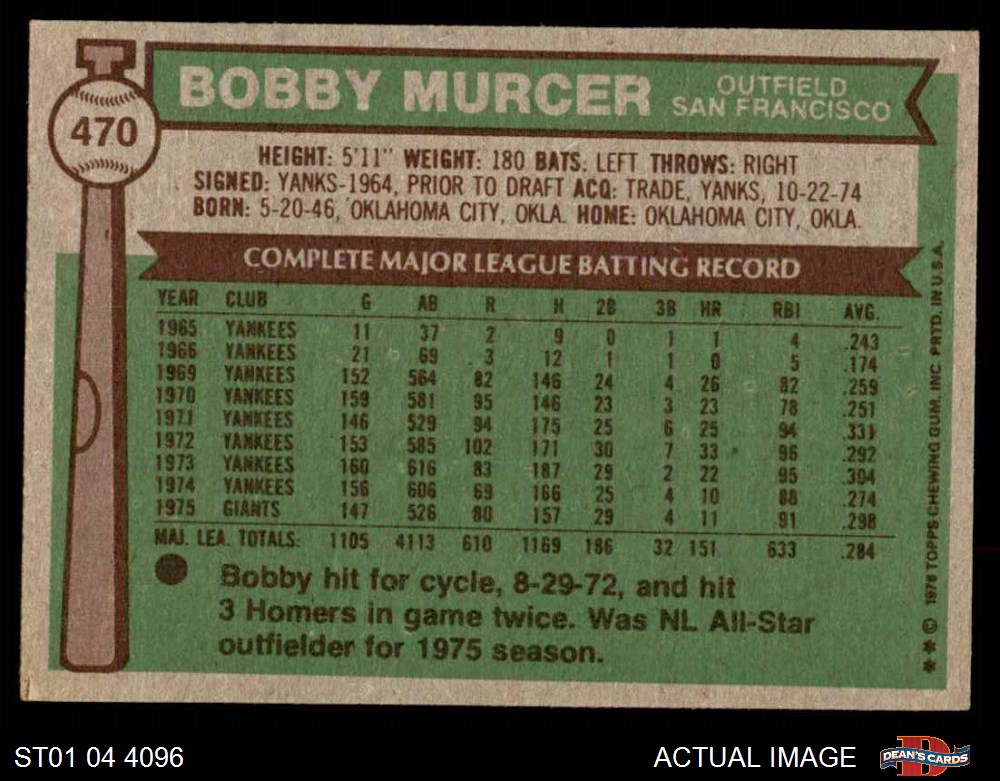 470
BOBBY MURCER
OUTFIELD
SAN FRANCISCO
HEIGHT: 5'11" WEIGHT: 180 BATS: LEFT THROWS: RIGHT
SIGNED: YANKS-1964, PRIOR TO DRAFT ACQ: TRADE, YANKS, 10-22-74
BORN: 5-20-46, OKLAHOMA CITY, OKLA. HOME: OKLAHOMA CITY, OKLA.
COMPLETE MAJOR LEAGUE BATTING RECORD
YEAR CLUB G AB R H 2B 3B HR RBI AVG.
1965 YANKEES 11 37 2 9 0 1 1 4 .243
1966 YANKEES 21 69 3 12 1 1 0 5 .174
1969 YANKEES 152 564 82 146 24 4 26 82 .259
1970 YANKEES 159 581 95 146 23 3 23 78 .251
1971 YANKEES 146 529 94 175 25 6 25 94 .331
1972 YANKEES 153 585 102 171 30 7 33 96 .292
1973 YANKEES 160 616 83 187 29 2 22 95 .304
1974 YANKEES 156 606 69 166 25 4 10 88 .274
1975 GIANTS 147 526 80 157 29 4 11 91 .298
MAJ. LEA. TOTALS: 1105 4113 610 1169 186 32 151 633 .284
Bobby hit for cycle, 8-29-72, and hit
3 Homers in game twice. Was NL All-Star
outfielder for 1975 season.
** © 1976 TOPPS CHEWING GUM, INC. PRTD. IN U.S.A.
ST01 04 4096
ACTUAL IMAGE
DEAN'S CARDS